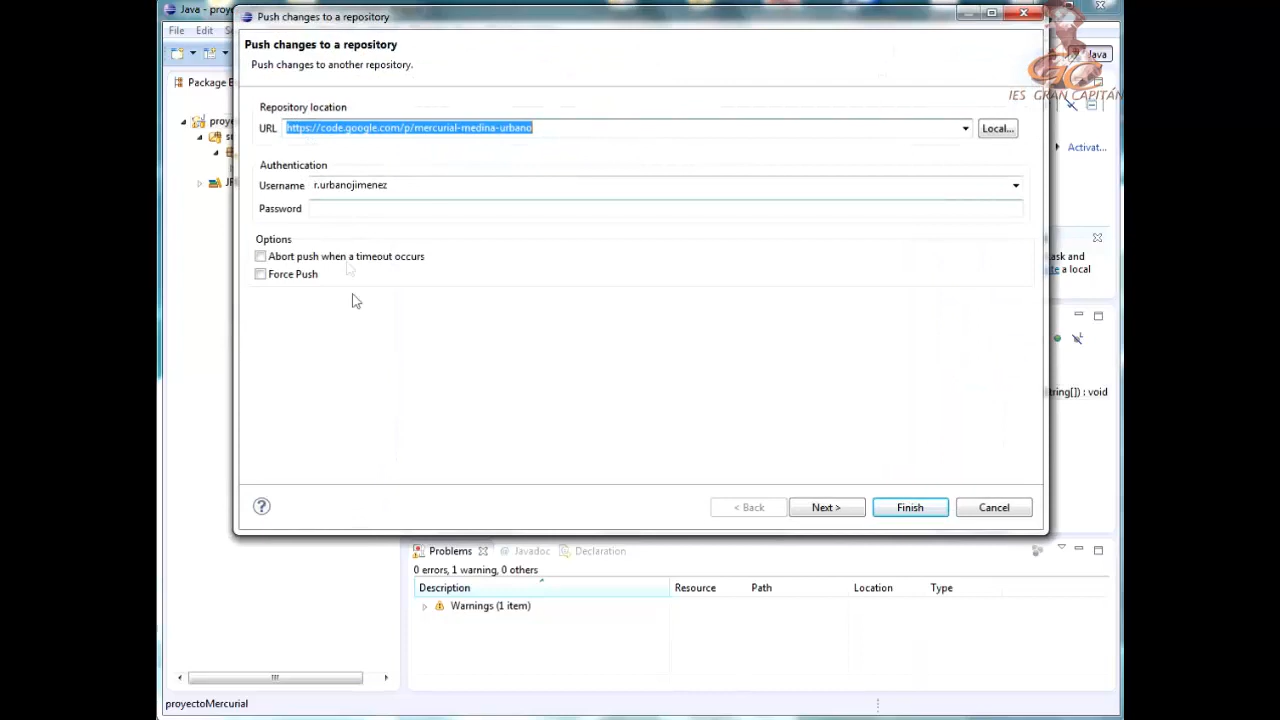 Java - proye
Push changes to a repository
File Edit
Push changes to a repository
Push changes to another repository.
Java
IES GRAN CAPITÁN
Package E
Repository location
proye
URL https://code.google.com/p/mercurial-medina-urbano Local...
Activat...
Authentication
Username r.urbanojimenez
Password
Options
Abort push when a timeout occurs
task and
a local
Force Push
tring[]) : void
< Back Next > Finish Cancel
Problems @ Javadoc Declaration
0 errors, 1 warning, 0 others
Description Resource Path Location Type
Warnings (1 item)
proyectoMercurial